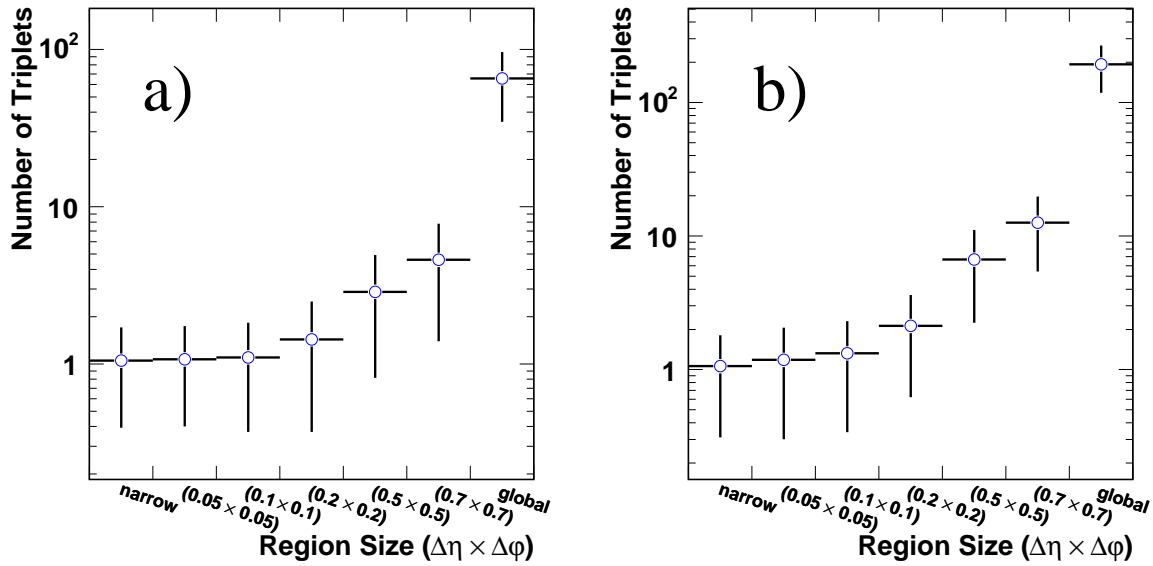 Number of Triplets
10²
10
1
a)
narrow
(0.05 × 0.05)
(0.1 × 0.1)
(0.2 × 0.2)
(0.5 × 0.5)
(0.7 × 0.7)
global
Region Size (Δη × Δφ)
Number of Triplets
10²
10
1
b)
narrow
(0.05 × 0.05)
(0.1 × 0.1)
(0.2 × 0.2)
(0.5 × 0.5)
(0.7 × 0.7)
global
Region Size (Δη × Δφ)